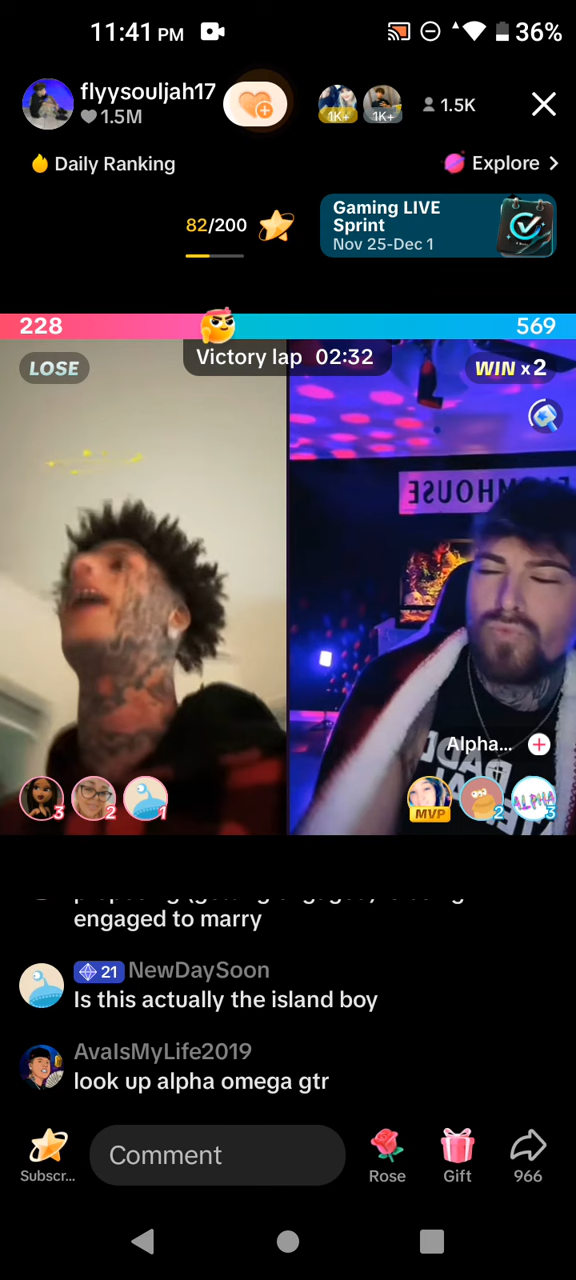 11:41 PM
36%
flyysouljah17
1.5M
1K+
1K+
1.5K
Daily Ranking
Explore >
82/200
Gaming LIVE
Sprint
Nov 25-Dec 1
228
569
Victory lap 02:32
LOSE
WIN x 2
Alpha...
3
2
1
MVP
2
ALPHA
3
engaged to marry
21 NewDaySoon
Is this actually the island boy
AvaIsMyLife2019
look up alpha omega gtr
Subscr...
Comment
Rose
Gift
966